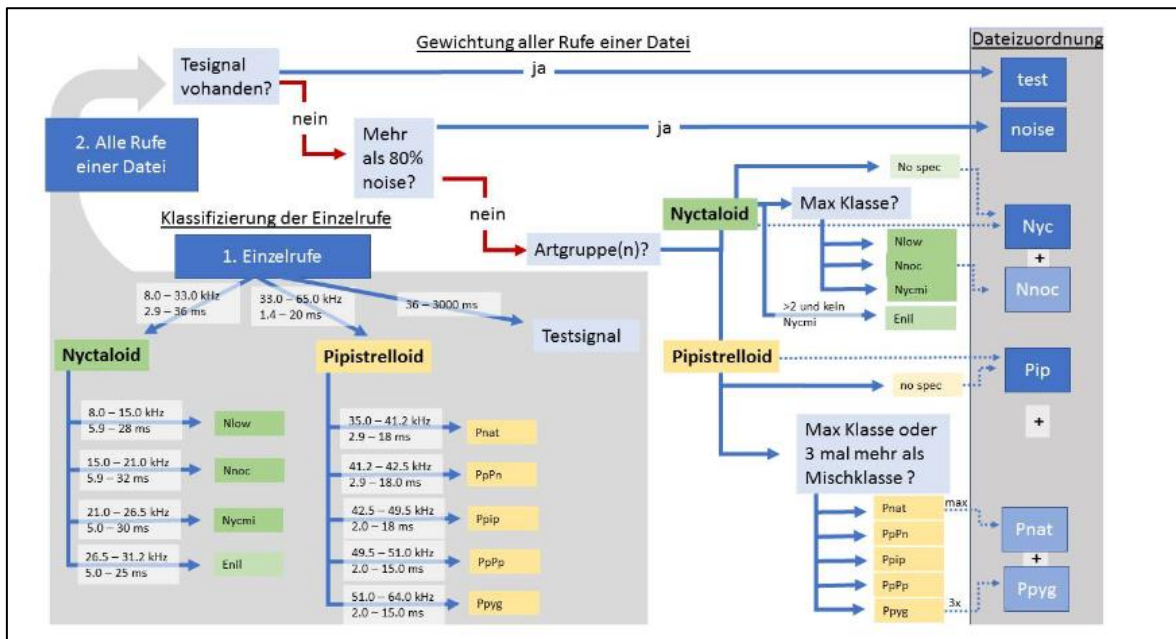 Gewichtung aller Rufe einer Datei
Dateizuordnung
Tesignal
vohanden?
ja
test
nein
2. Alle Rufe
einer Datei
Mehr
als 80%
noise?
ja
noise
nein
Klassifizierung der Einzelrufe
1. Einzelrufe
Artgruppe(n)?
8.0 – 33.0 kHz
2.9 – 36 ms
33.0 – 65.0 kHz
1.4 – 20 ms
36 – 3000 ms
Testsignal
Nyctaloid
8.0 – 15.0 kHz
5.9 – 28 ms
Nlow
15.0 – 21.0 kHz
5.9 – 32 ms
Nnoc
21.0 – 26.5 kHz
5.0 – 30 ms
Nycmi
26.5 – 31.2 kHz
5.0 – 25 ms
Enil
Pipistrelloid
35.0 – 41.2 kHz
2.9 – 18 ms
Pnat
41.2 – 42.5 kHz
2.9 – 18.0 ms
PpPn
42.5 – 49.5 kHz
2.0 – 18 ms
Ppip
49.5 – 51.0 kHz
2.0 – 15.0 ms
PpPp
51.0 – 64.0 kHz
2.0 – 15.0 ms
Ppyg
Nyctaloid
No spec
Max Klasse?
Nlow
Nnoc
Nycmi
>2 und kein
Nycmi
Enil
Nyc
+
Nnoc
Pipistrelloid
no spec
Pip
+
Max Klasse oder
3 mal mehr als
Mischklasse ?
Pnat
max
PpPn
Ppip
PpPp
Ppyg
3x
Pnat
+
Ppyg